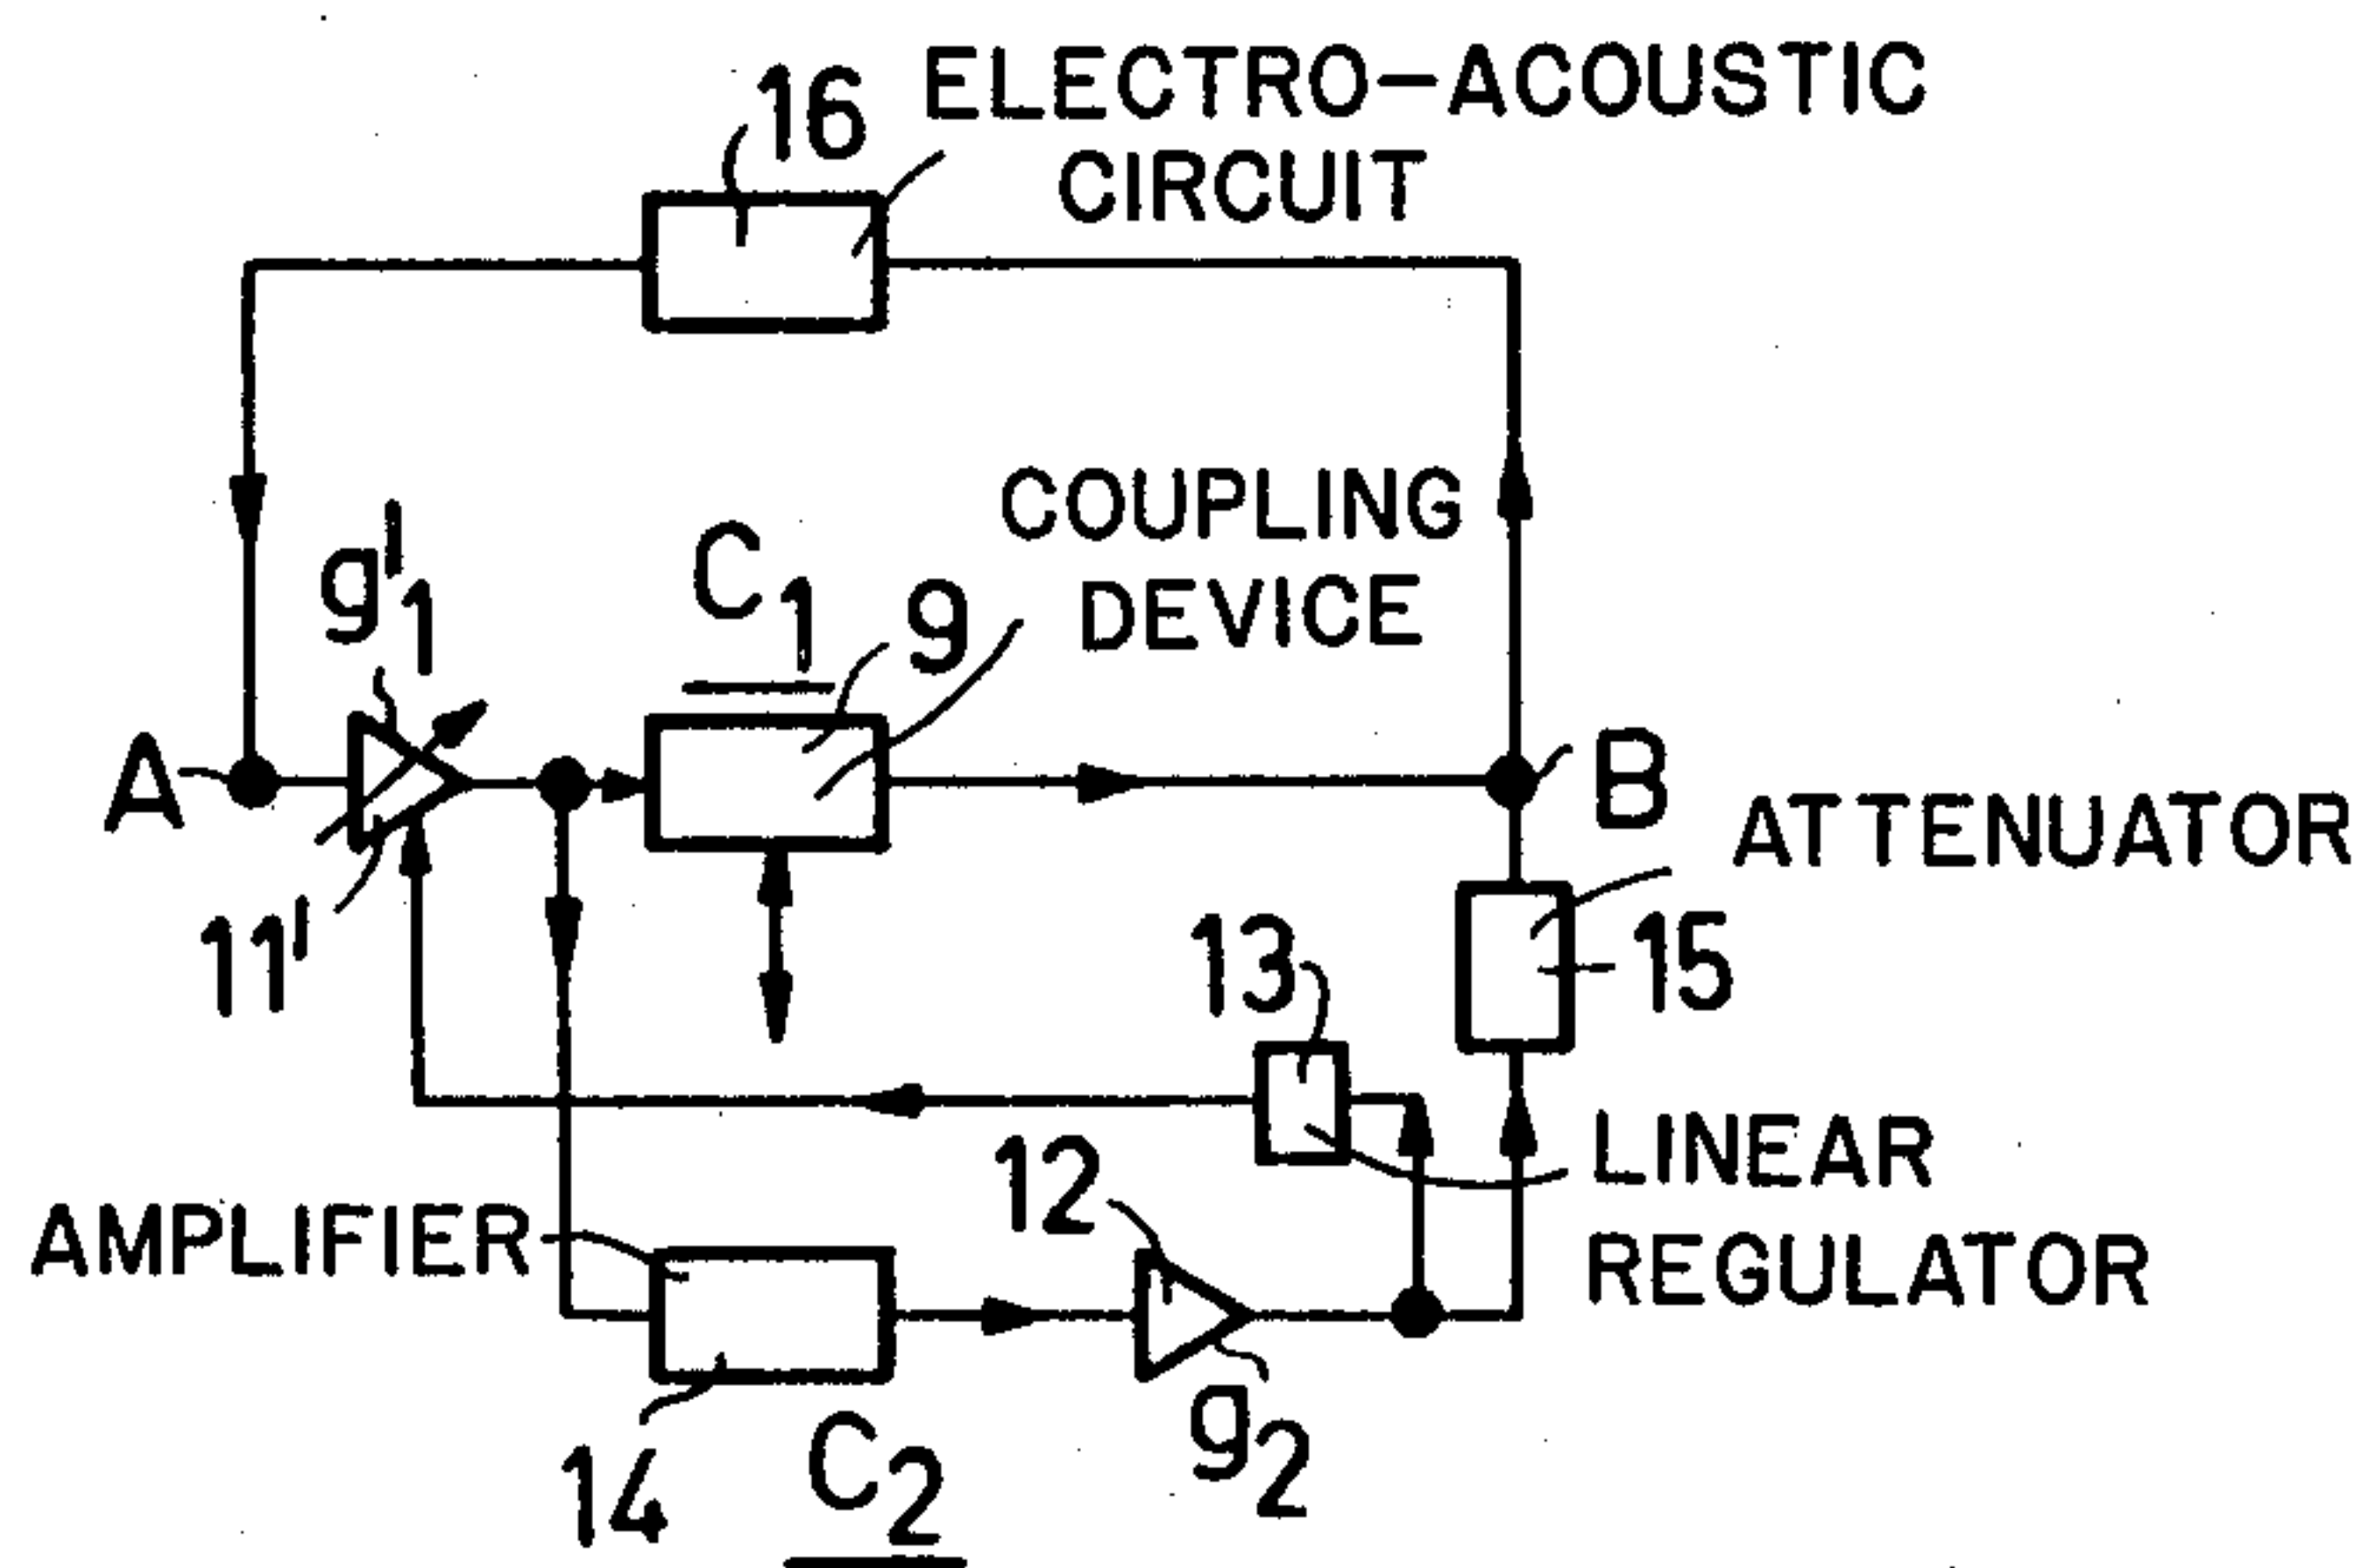 16
ELECTRO-ACOUSTIC
CIRCUIT
g'1
C1
9
COUPLING
DEVICE
A
B
ATTENUATOR
11'
13
15
12
LINEAR
REGULATOR
AMPLIFIER
14
C2
g2